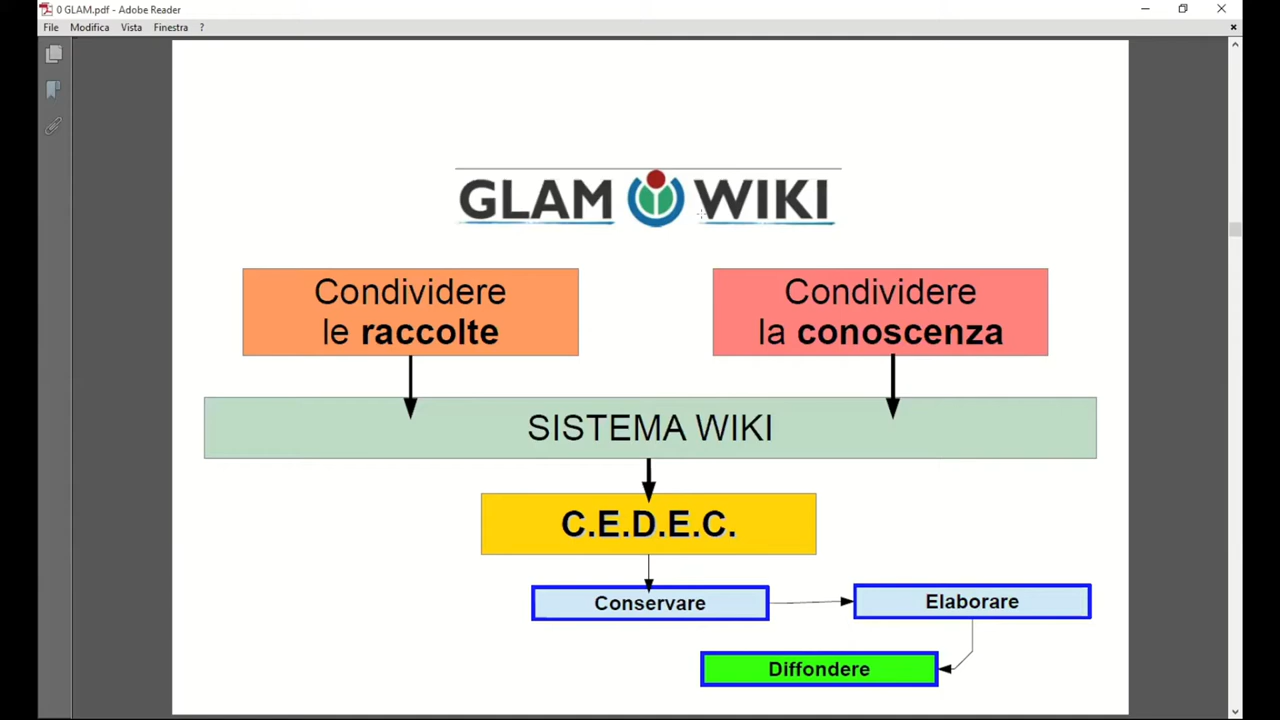 0 GLAM.pdf - Adobe Reader
File Modifica Vista Finestra ?
GLAM WIKI
Condividere
le raccolte
Condividere
la conoscenza
SISTEMA WIKI
C.E.D.E.C.
Conservare
Elaborare
Diffondere